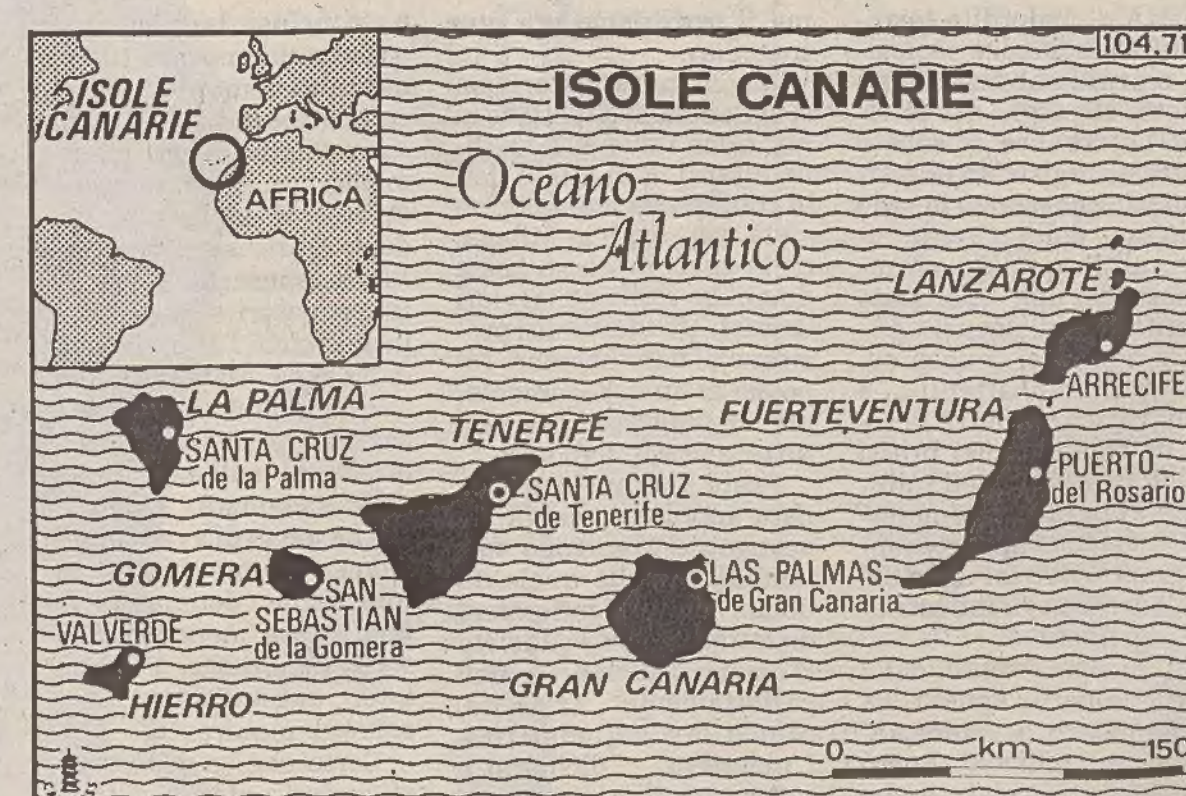 104,71
ISOLE CANARIE
ISOLE
CANARIE
AFRICA
Oceano
Atlantico
LANZAROTE
ARRECIFE
LA PALMA
SANTA CRUZ
de la Palma
TENERIFE
SANTA CRUZ
de Tenerife
FUERTEVENTURA
PUERTO
del Rosario
GOMERA
SAN
SEBASTIAN
de la Gomera
LAS PALMAS
de Gran Canaria
VALVERDE
HIERRO
GRAN CANARIA
0 km 150